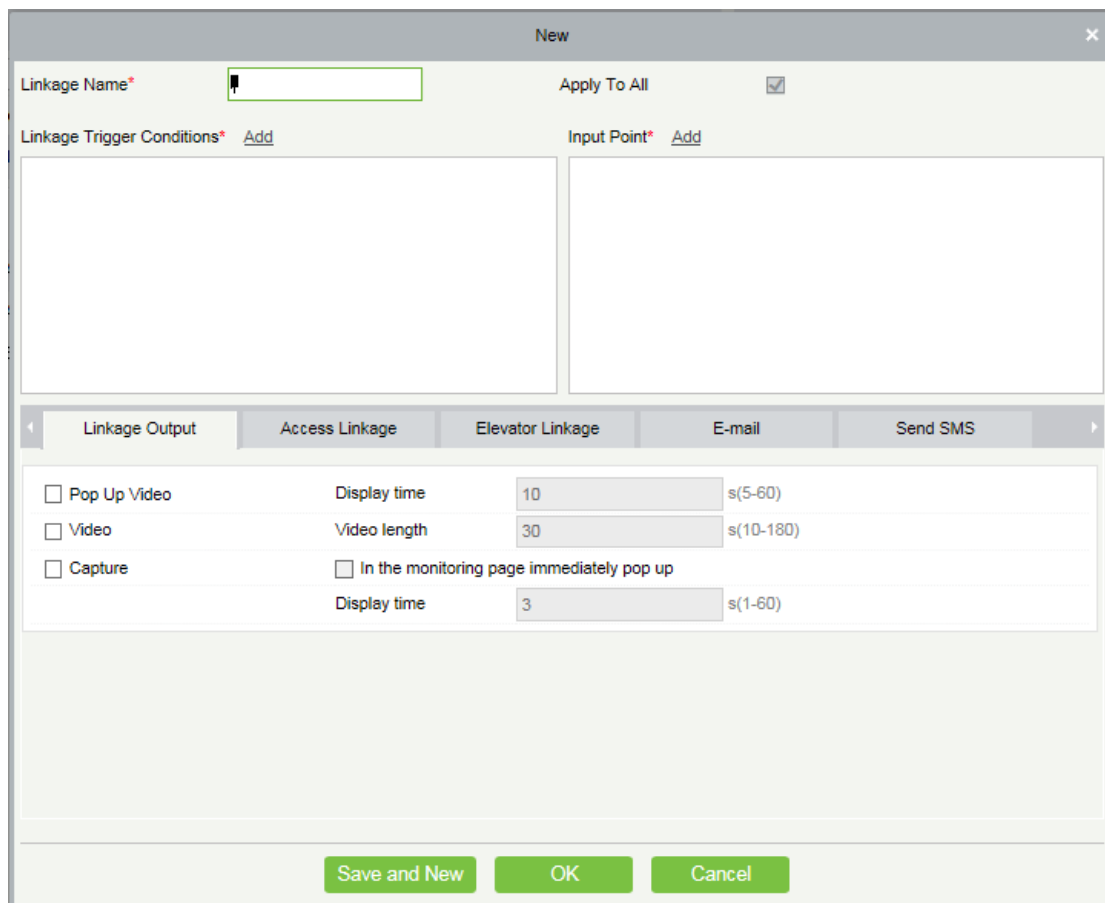 New
Linkage Name* Apply To All
Linkage Trigger Conditions* Add Input Point* Add
Linkage Output Access Linkage Elevator Linkage E-mail Send SMS
Pop Up Video Display time 10 s(5-60)
Video Video length 30 s(10-180)
Capture In the monitoring page immediately pop up
Display time 3 s(1-60)
Save and New OK Cancel